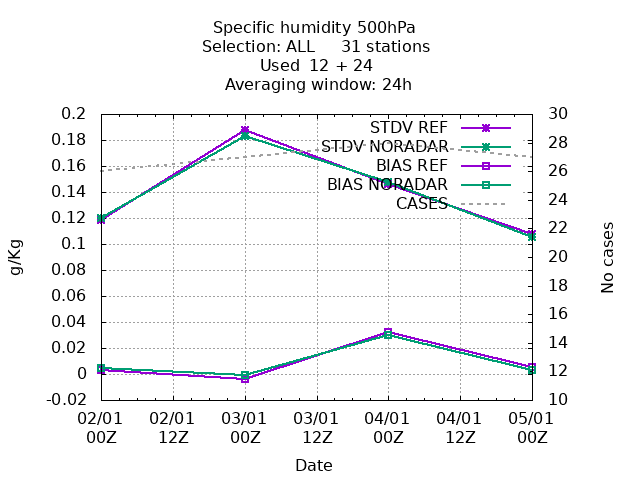 Specific humidity 500hPa
Selection: ALL 31 stations
Used 12 + 24
Averaging window: 24h
0.2
0.18
0.16
0.14
0.12
0.1
0.08
0.06
0.04
0.02
0
-0.02
g/Kg
STDV REF
STDV NORADAR
BIAS REF
BIAS NORADAR
CASES
30
28
26
24
22
20
18
16
14
12
10
No cases
02/01 02/01 03/01 03/01 04/01 04/01 05/01
00Z 12Z 00Z 12Z 00Z 12Z 00Z
Date